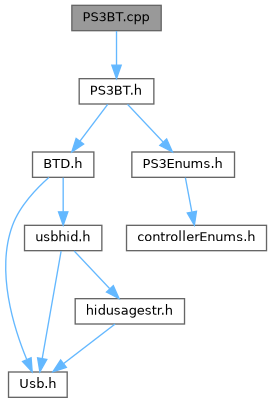 PS3BT.cpp
PS3BT.h
BTD.h
PS3Enums.h
usbhid.h
controllerEnums.h
hidusagestr.h
Usb.h